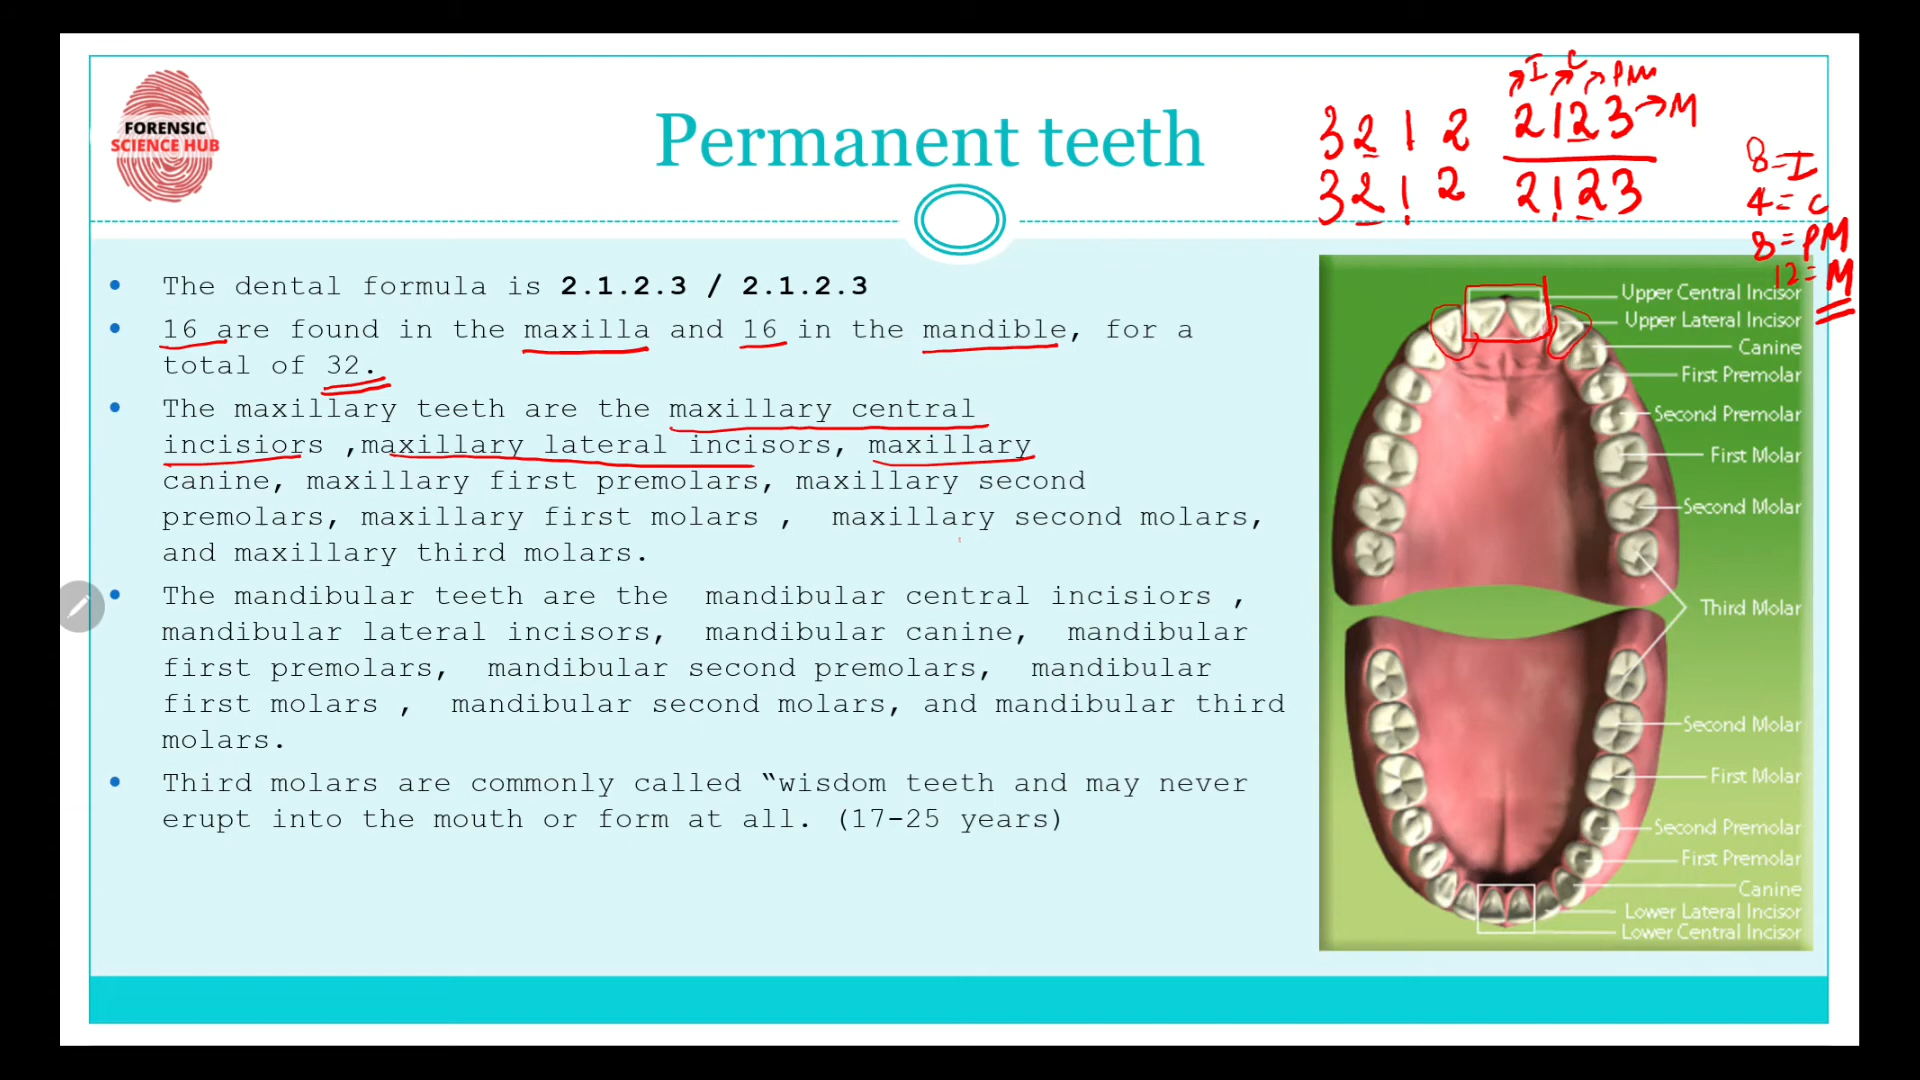 FORENSIC
SCIENCE HUB
Permanent teeth
I C PM
3 2 1 2 2 1 2 3 → M
3 2 1 2 2 1 2 3
8 = I
4 = C
8 = PM
12 = M
• The dental formula is 2.1.2.3 / 2.1.2.3
• 16 are found in the maxilla and 16 in the mandible, for a
total of 32.
• The maxillary teeth are the maxillary central
incisiors ,maxillary lateral incisors, maxillary
canine, maxillary first premolars, maxillary second
premolars, maxillary first molars , maxillary second molars,
and maxillary third molars.
• The mandibular teeth are the mandibular central incisiors ,
mandibular lateral incisors, mandibular canine, mandibular
first premolars, mandibular second premolars, mandibular
first molars , mandibular second molars, and mandibular third
molars.
• Third molars are commonly called “wisdom teeth and may never
erupt into the mouth or form at all. (17-25 years)
Upper Central Incisor
Upper Lateral Incisor
Canine
First Premolar
Second Premolar
First Molar
Second Molar
Third Molar
Second Molar
First Molar
Second Premolar
First Premolar
Canine
Lower Lateral Incisor
Lower Central Incisor